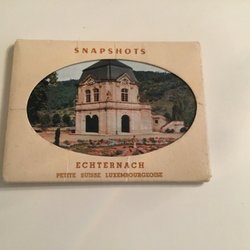 SNAPSHOTS
ECHTERNACH
PETITE SUISSE LUXEMBOURGEOISE